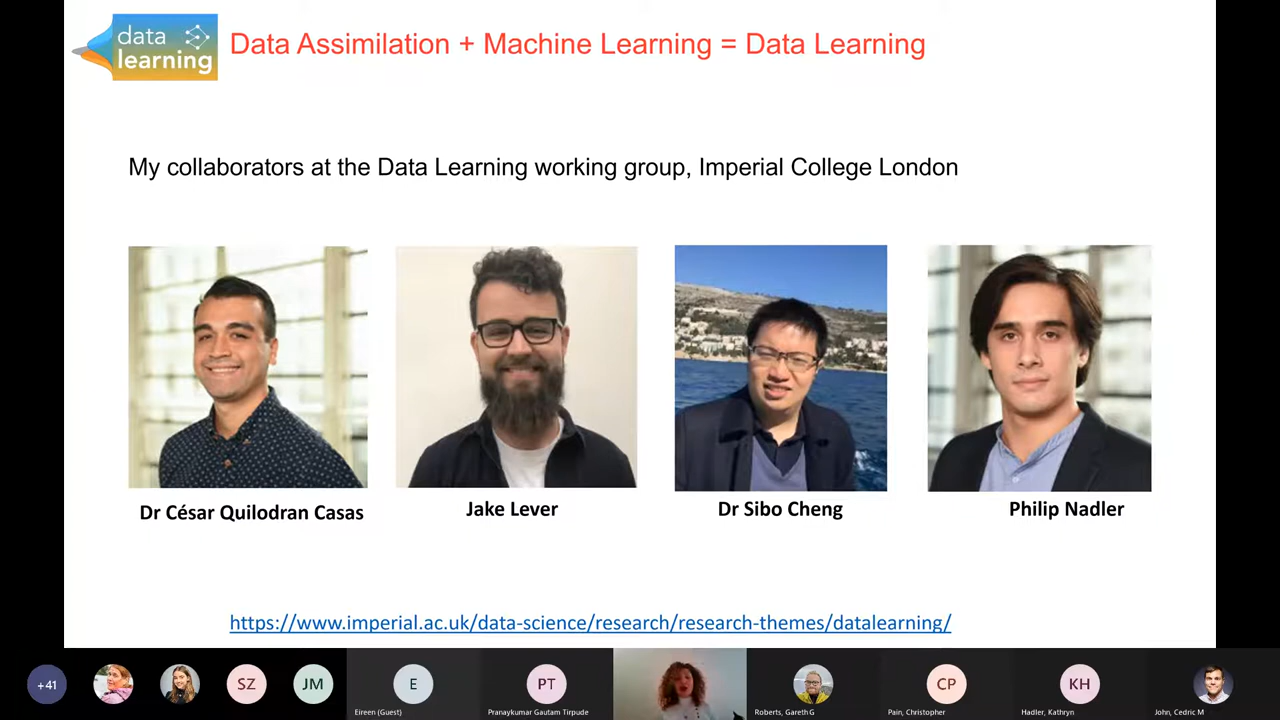 data
learning
Data Assimilation + Machine Learning = Data Learning
My collaborators at the Data Learning working group, Imperial College London
Dr César Quilodran Casas
Jake Lever
Dr Sibo Cheng
Philip Nadler
https://www.imperial.ac.uk/data-science/research/research-themes/datalearning/
+41
SZ
JM
E
PT
CP
KH
Eireen (Guest)
Pranaykumar Gautam Tirpude
Roberts, Gareth G
Pain, Christopher
Hadler, Kathryn
John, Cedric M